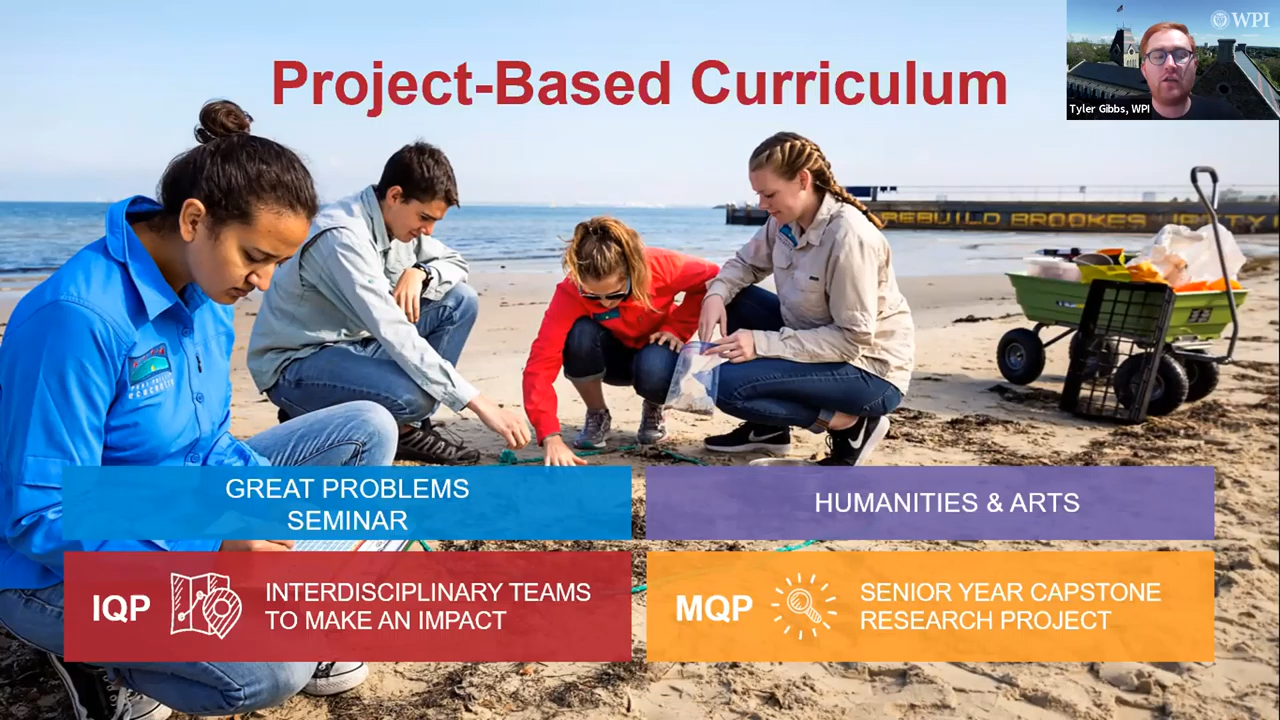 Project-Based Curriculum
WPI
Tyler Gibbs, WPI
REBUILD BROOKES JETTY
GREAT PROBLEMS
SEMINAR
HUMANITIES & ARTS
IQP
INTERDISCIPLINARY TEAMS
TO MAKE AN IMPACT
MQP
SENIOR YEAR CAPSTONE
RESEARCH PROJECT